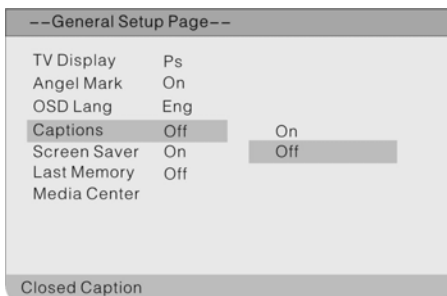 --General Setup Page--
TV Display Ps
Angel Mark On
OSD Lang Eng
Captions Off On
Screen Saver On Off
Last Memory Off
Media Center
Closed Caption